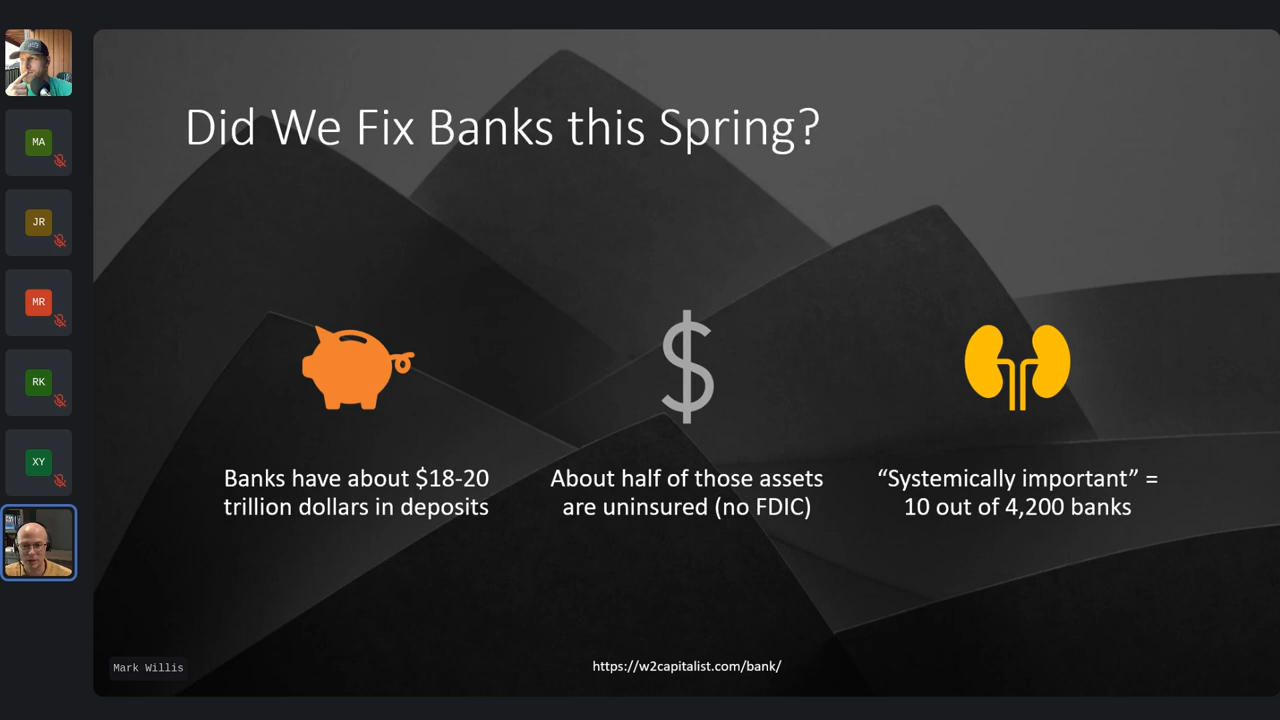 Did We Fix Banks this Spring?
MA
JR
MR
RK
XY
$
Banks have about $18-20
trillion dollars in deposits
About half of those assets
are uninsured (no FDIC)
“Systemically important” =
10 out of 4,200 banks
Mark Willis
https://w2capitalist.com/bank/